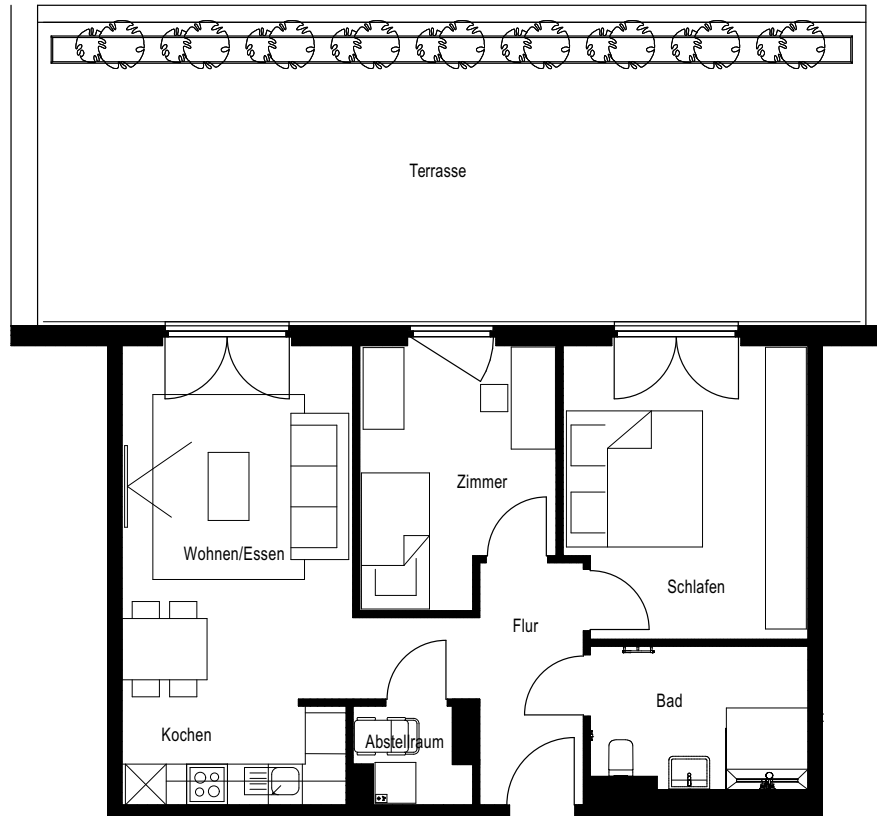 Terrasse
Zimmer
Wohnen/Essen
Schlafen
Flur
Bad
Kochen
Abstellraum